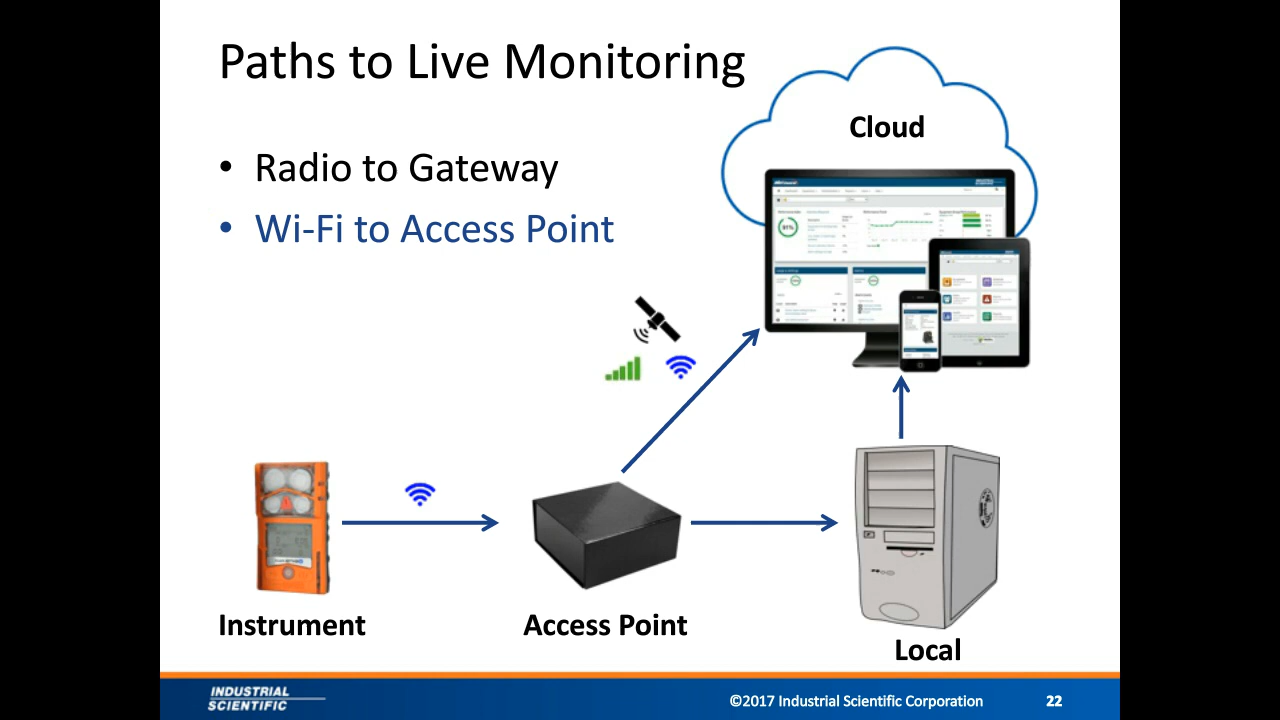 Paths to Live Monitoring
Cloud
• Radio to Gateway
• Wi-Fi to Access Point
91%
Instrument
Access Point
Local
INDUSTRIAL
SCIENTIFIC
©2017 Industrial Scientific Corporation
22